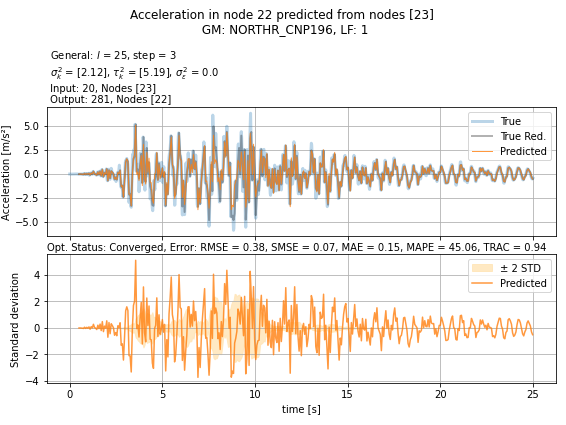 Acceleration in node 22 predicted from nodes [23]
GM: NORTHR_CNP196, LF: 1
General: l = 25, step = 3
σ²ₖ = [2.12], τ²ₖ = [5.19], σ²ε = 0.0
Input: 20, Nodes [23]
Output: 281, Nodes [22]
Acceleration [m/s²]
5.0
2.5
0.0
−2.5
−5.0
True
True Red.
Predicted
Opt. Status: Converged, Error: RMSE = 0.38, SMSE = 0.07, MAE = 0.15, MAPE = 45.06, TRAC = 0.94
Standard deviation
4
2
0
−2
−4
± 2 STD
Predicted
0 5 10 15 20 25
time [s]